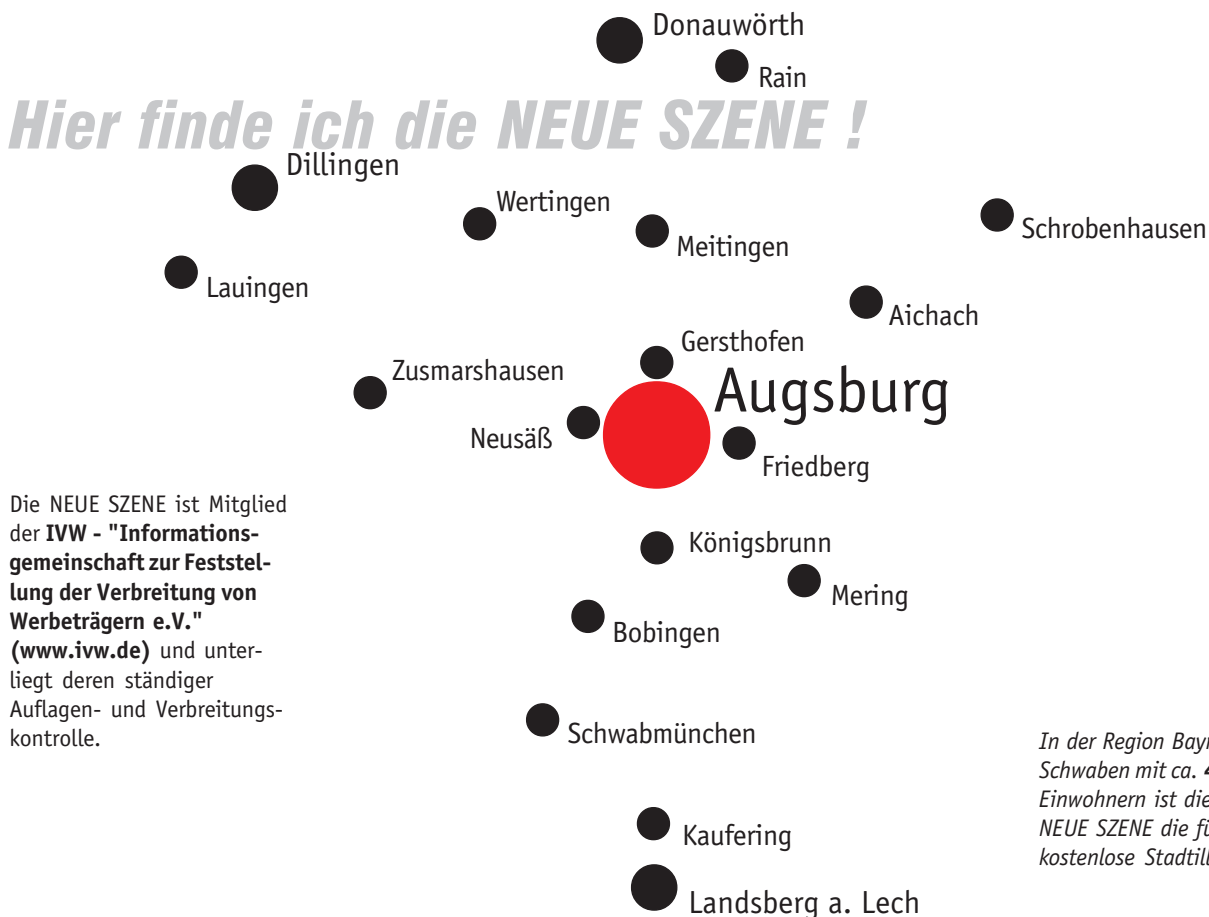 Donauwörth
Rain
Hier finde ich die NEUE SZENE !
Dillingen
Wertingen
Meitingen
Schrobenhausen
Lauingen
Aichach
Gersthofen
Zusmarshausen
Augsburg
Neusäß
Friedberg
Die NEUE SZENE ist Mitglied
der IVW - "Informations-
gemeinschaft zur Feststel-
lung der Verbreitung von
Werbeträgern e.V."
(www.ivw.de) und unter-
liegt deren ständiger
Auflagen- und Verbreitungs-
kontrolle.
Königsbrunn
Mering
Bobingen
Schwabmünchen
In der Region
Schwaben mit ca.
Einwohnern ist die
NEUE SZENE die
kostenlose
Kaufering
Landsberg a. Lech